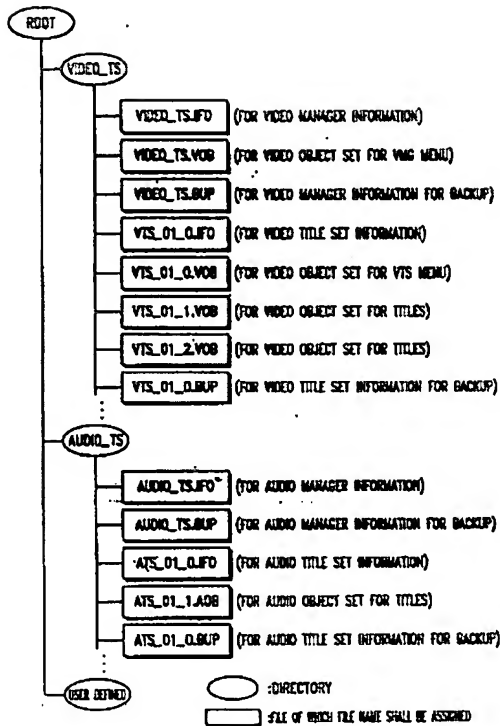 ROOT
VIDEO_TS
VIDEO_TS.IFO (FOR VIDEO MANAGER INFORMATION)
VIDEO_TS.VOB (FOR VIDEO OBJECT SET FOR VMG MENU)
VIDEO_TS.BUP (FOR VIDEO MANAGER INFORMATION FOR BACKUP)
VTS_01_0.IFO (FOR VIDEO TITLE SET INFORMATION)
VTS_01_0.VOB (FOR VIDEO OBJECT SET FOR VTS MENU)
VTS_01_1.VOB (FOR VIDEO OBJECT SET FOR TITLES)
VTS_01_2.VOB (FOR VIDEO OBJECT SET FOR TITLES)
VTS_01_0.BUP (FOR VIDEO TITLE SET INFORMATION FOR BACKUP)
AUDIO_TS
AUDIO_TS.IFO (FOR AUDIO MANAGER INFORMATION)
AUDIO_TS.BUP (FOR AUDIO MANAGER INFORMATION FOR BACKUP)
ATS_01_0.IFO (FOR AUDIO TITLE SET INFORMATION)
ATS_01_1.AOB (FOR AUDIO OBJECT SET FOR TITLES)
ATS_01_0.BUP (FOR AUDIO TITLE SET INFORMATION FOR BACKUP)
USER DEFINED
:DIRECTORY
:FILE OF WHICH FILE NAME SHALL BE ASSIGNED